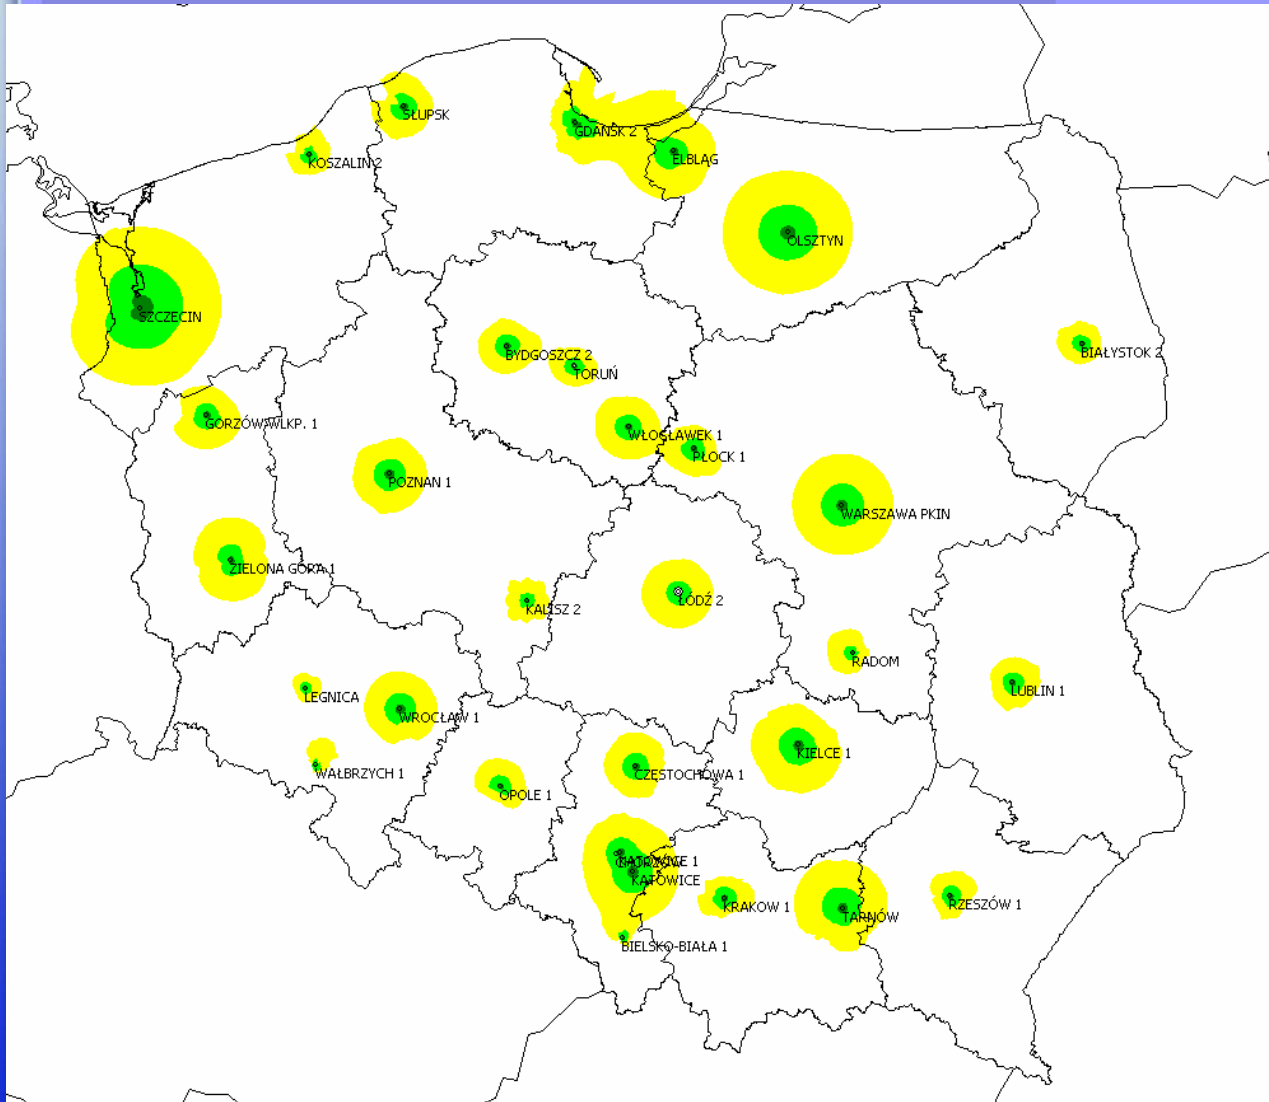 SŁUPSK
GDAŃSK 2
KOSZALIN 2
ELBLĄG
OLSZTYN
SZCZECIN
BYDGOSZCZ 2
BIAŁYSTOK 2
TORUŃ
GORZÓW WLKP. 1
WŁOCŁAWEK 1
PŁOCK 1
POZNAN 1
WARSZAWA PKIN
ZIELONA GÓRA 1
KALISZ 2
ŁÓDŹ 2
RADOM
LEGNICA
LUBLIN 1
WROCŁAW 1
KIELCE 1
WAŁBRZYCH 1
CZĘSTOCHOWA 1
OPOLE 1
KATOWICE 1
KATOWICE
KRAKOW 1
TARNÓW
RZESZÓW 1
BIELSKO-BIAŁA 1